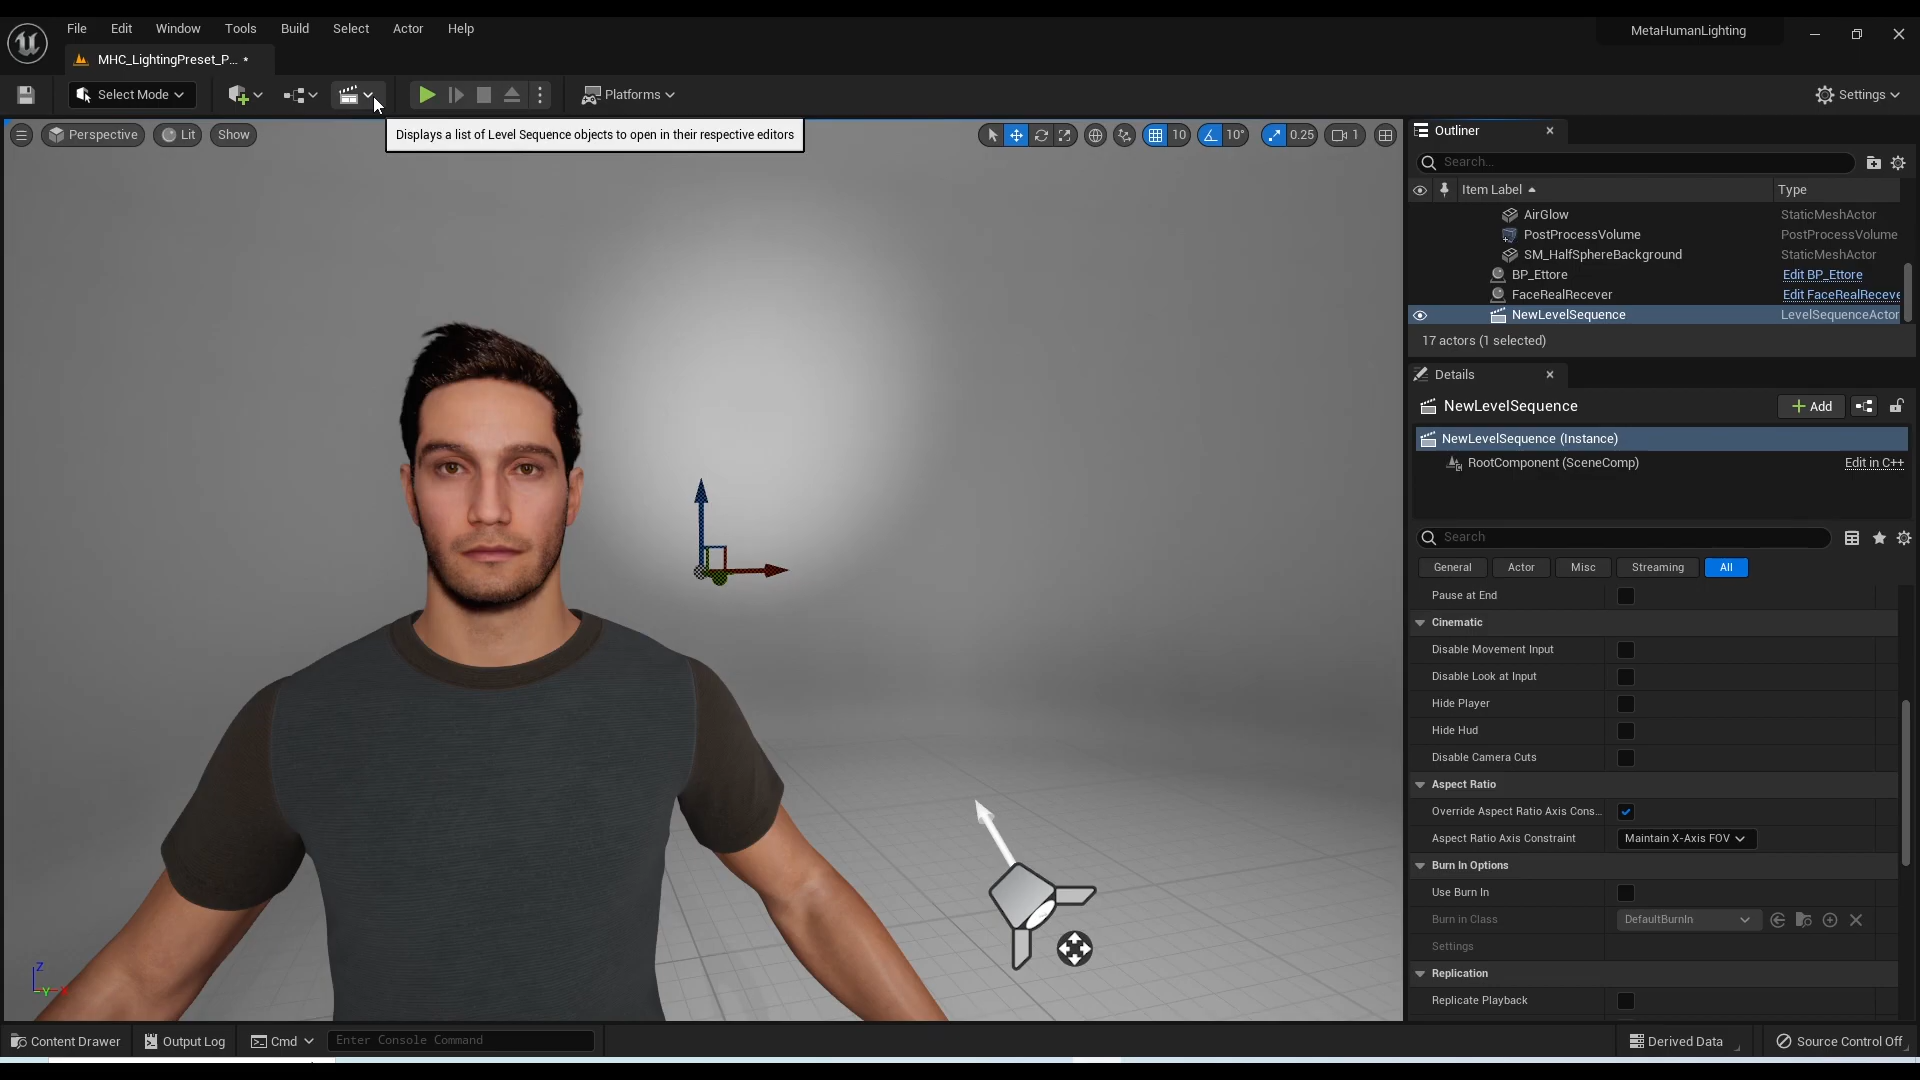 File Edit Window Tools Build Select Actor Help
MetaHumanLighting
MHC_LightingPreset_P... •
Select Mode
Platforms
Settings
Perspective Lit Show
Displays a list of Level Sequence objects to open in their respective editors
10 10° 0.25 1
Outliner
Search...
Item Label Type
AirGlow StaticMeshActor
PostProcessVolume PostProcessVolume
SM_HalfSphereBackground StaticMeshActor
BP_Ettore Edit BP_Ettore
FaceRealRecever Edit FaceRealReceve
NewLevelSequence LevelSequenceActor
17 actors (1 selected)
Details
NewLevelSequence Add
NewLevelSequence (Instance)
RootComponent (SceneComp) Edit in C++
Search
General Actor Misc Streaming All
Pause at End
Cinematic
Disable Movement Input
Disable Look at Input
Hide Player
Hide Hud
Disable Camera Cuts
Aspect Ratio
Override Aspect Ratio Axis Cons...
Aspect Ratio Axis Constraint Maintain X-Axis FOV
Burn In Options
Use Burn In
Burn in Class DefaultBurnIn
Settings
Replication
Replicate Playback
Z
Y X
Content Drawer Output Log Cmd Enter Console Command Derived Data Source Control Off